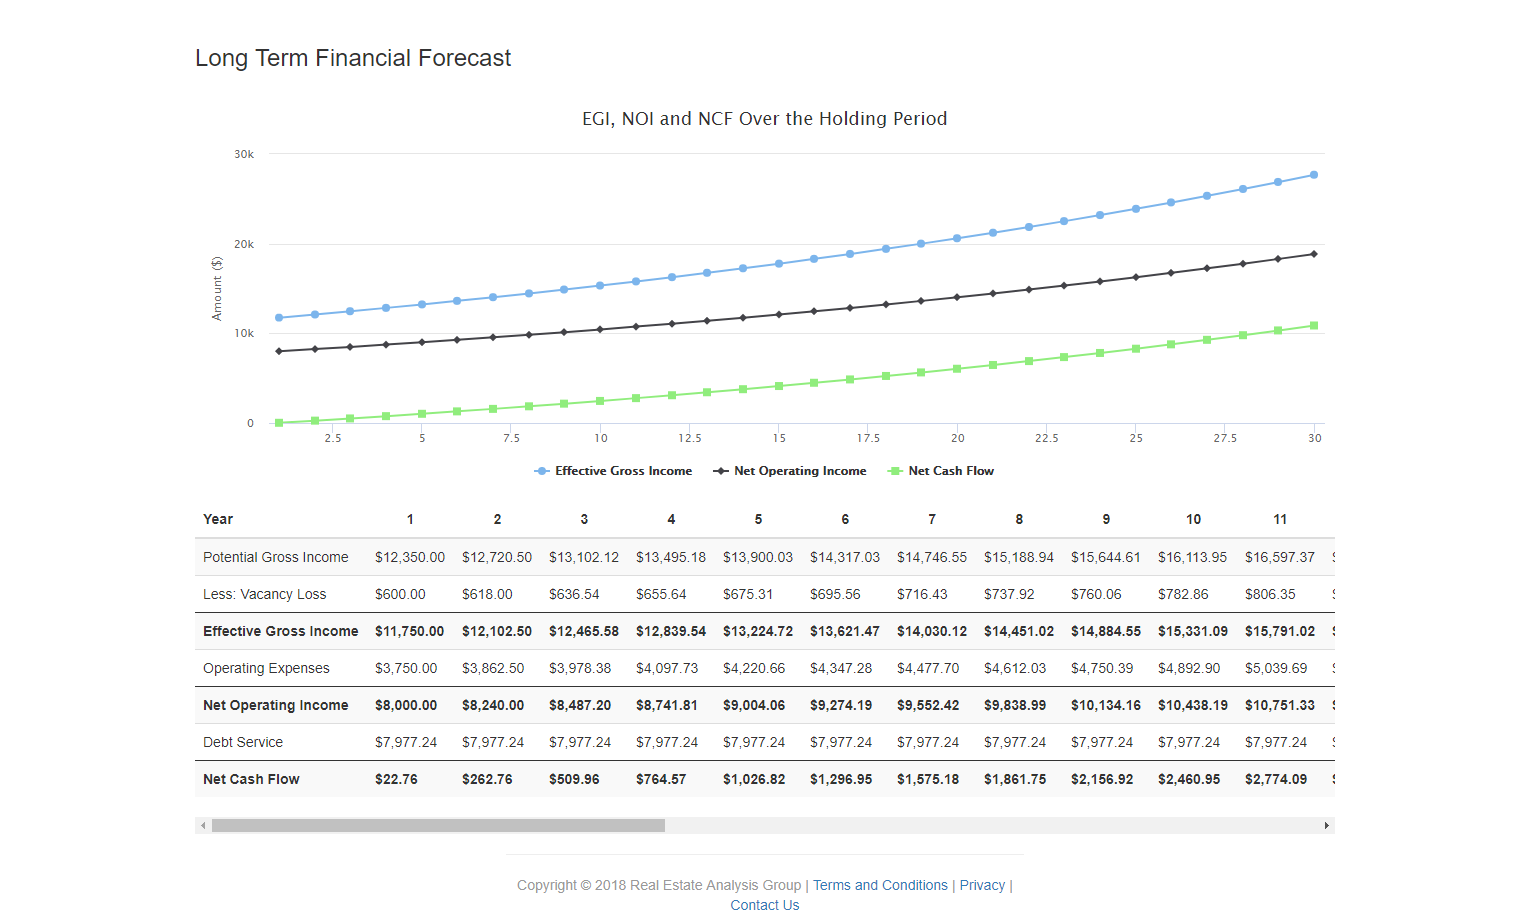 Long Term Financial Forecast
EGI, NOI and NCF Over the Holding Period
30k
20k
10k
0
Amount ($)
2.5 5 7.5 10 12.5 15 17.5 20 22.5 25 27.5 30
Effective Gross Income Net Operating Income Net Cash Flow
Year 1 2 3 4 5 6 7 8 9 10 11
Potential Gross Income $12,350.00 $12,720.50 $13,102.12 $13,495.18 $13,900.03 $14,317.03 $14,746.55 $15,188.94 $15,644.61 $16,113.95 $16,597.37
Less: Vacancy Loss $600.00 $618.00 $636.54 $655.64 $675.31 $695.56 $716.43 $737.92 $760.06 $782.86 $806.35
Effective Gross Income $11,750.00 $12,102.50 $12,465.58 $12,839.54 $13,224.72 $13,621.47 $14,030.12 $14,451.02 $14,884.55 $15,331.09 $15,791.02
Operating Expenses $3,750.00 $3,862.50 $3,978.38 $4,097.73 $4,220.66 $4,347.28 $4,477.70 $4,612.03 $4,750.39 $4,892.90 $5,039.69
Net Operating Income $8,000.00 $8,240.00 $8,487.20 $8,741.81 $9,004.06 $9,274.19 $9,552.42 $9,838.99 $10,134.16 $10,438.19 $10,751.33
Debt Service $7,977.24 $7,977.24 $7,977.24 $7,977.24 $7,977.24 $7,977.24 $7,977.24 $7,977.24 $7,977.24 $7,977.24 $7,977.24
Net Cash Flow $22.76 $262.76 $509.96 $764.57 $1,026.82 $1,296.95 $1,575.18 $1,861.75 $2,156.92 $2,460.95 $2,774.09
Copyright © 2018 Real Estate Analysis Group | Terms and Conditions | Privacy |
Contact Us